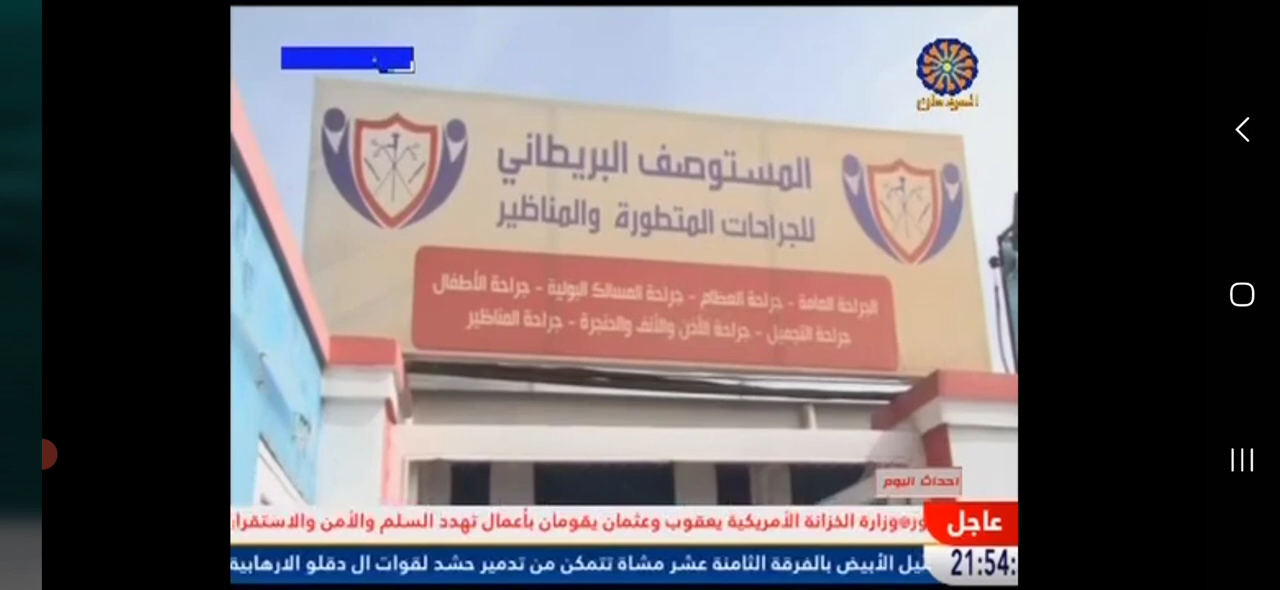 المستوصف البريطاني
للجراحات المتطورة والمناظير
الجراحة العامة - جراحة العظام - جراحة المسالك البولية - جراحة الأطفال
جراحة التجميل - جراحة الأذن والأنف والحنجرة - جراحة المناظير
احداث اليوم
عاجل
وزارة الخزانة الأمريكية يعقوب وعثمان يقومان بأعمال تهدد السلم والأمن والاستقرار
الأبيض بالفرقة الثامنة عشر مشاة تتمكن من تدمير حشد لقوات ال دقلو الارهابية
21:54: